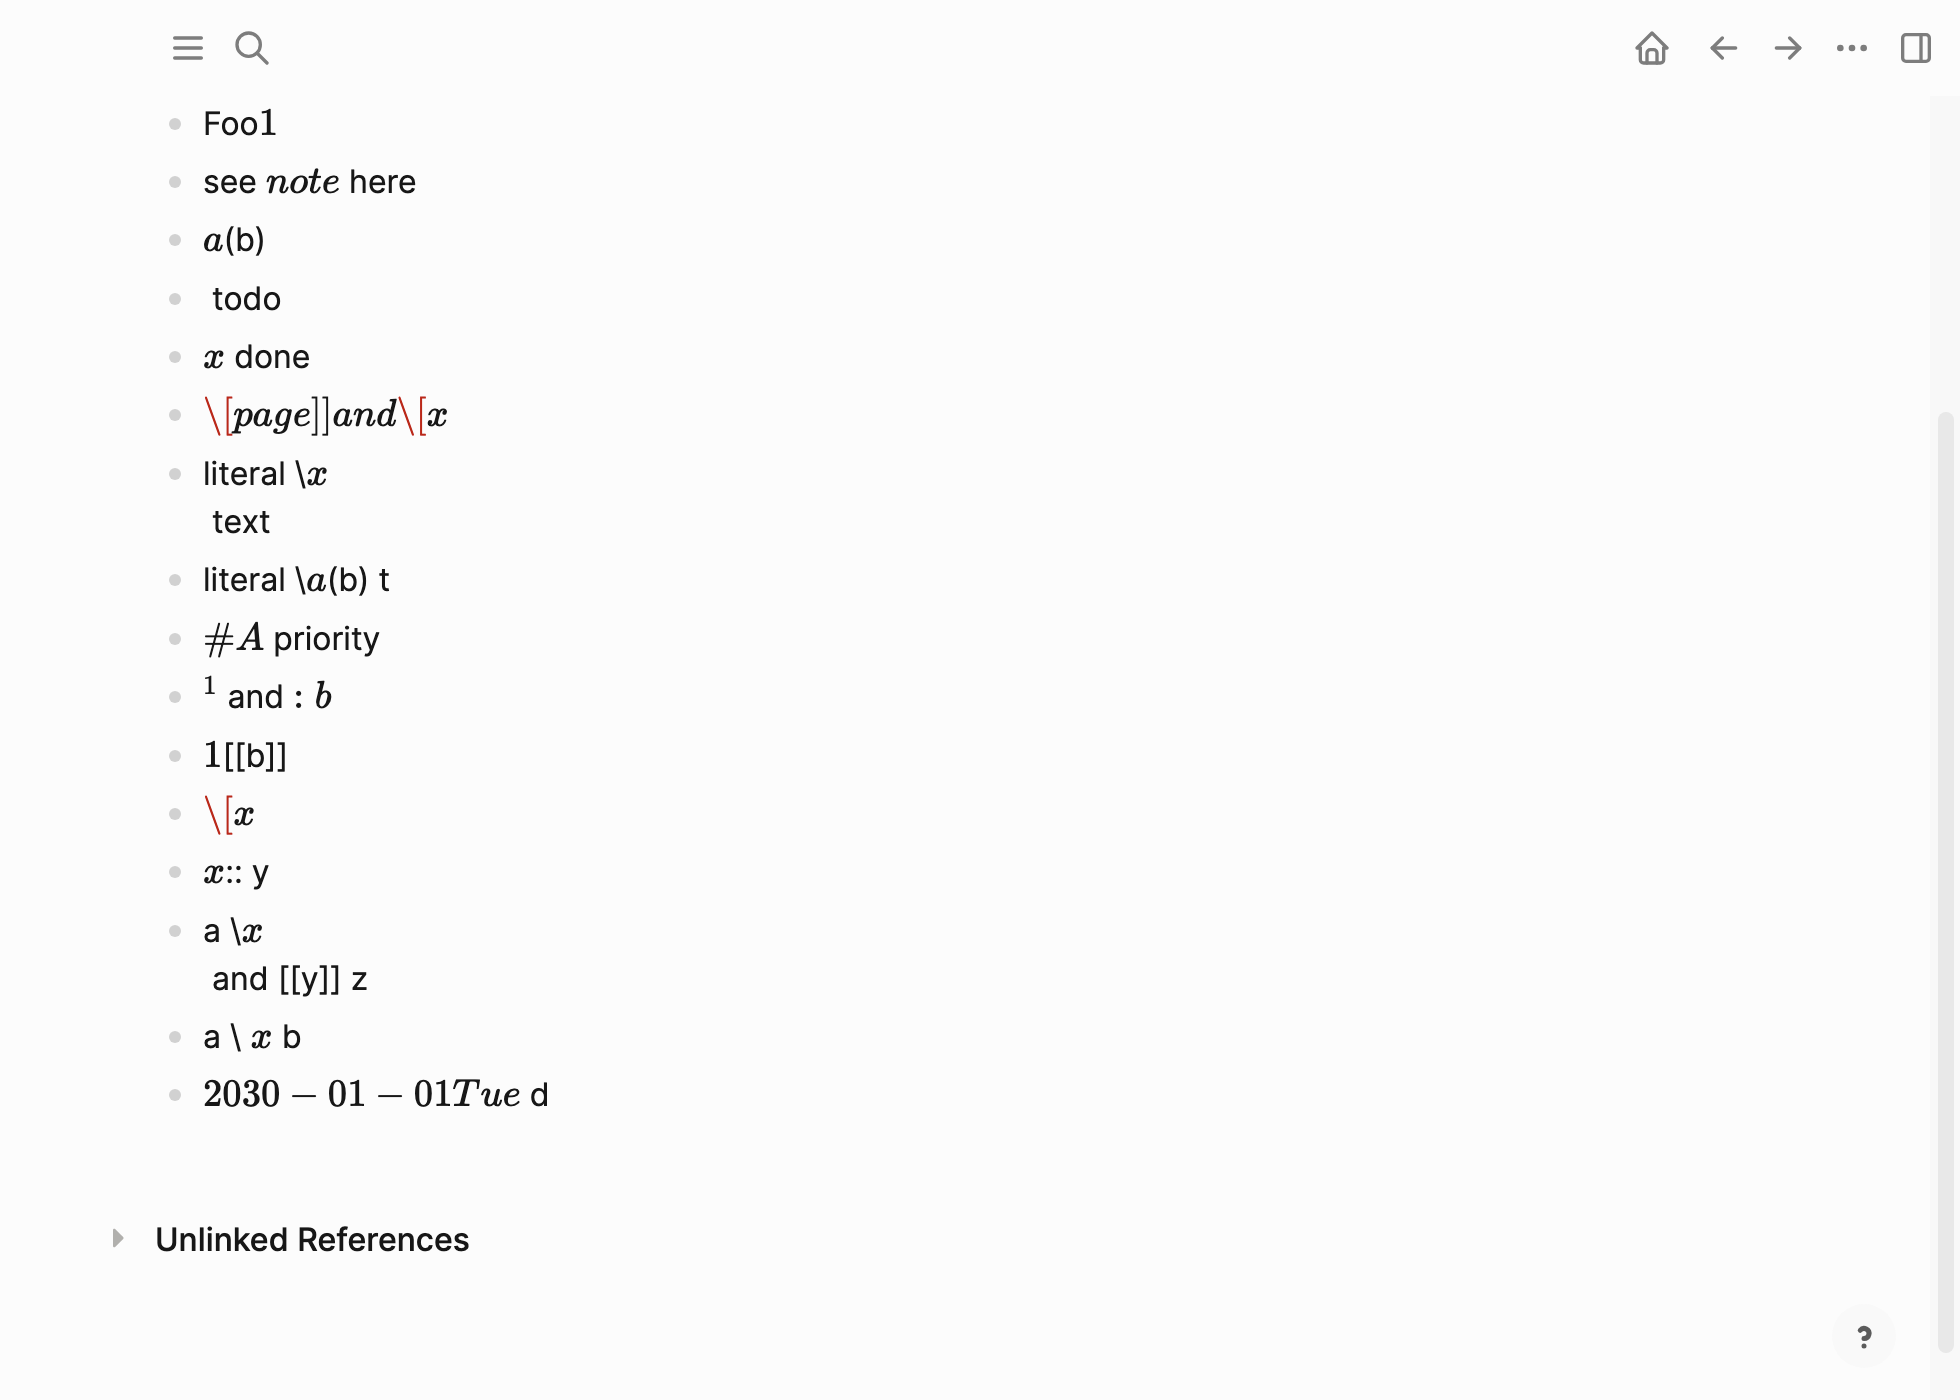 Foo1
see note here
a(b)
todo
x done
\[page]]and\[x
literal \x
text
literal \a(b) t
#A priority
¹ and : b
1[[b]]
\[x
x:: y
a \x
and [[y]] z
a \ x b
2030 − 01 − 01Tue d
Unlinked References
?